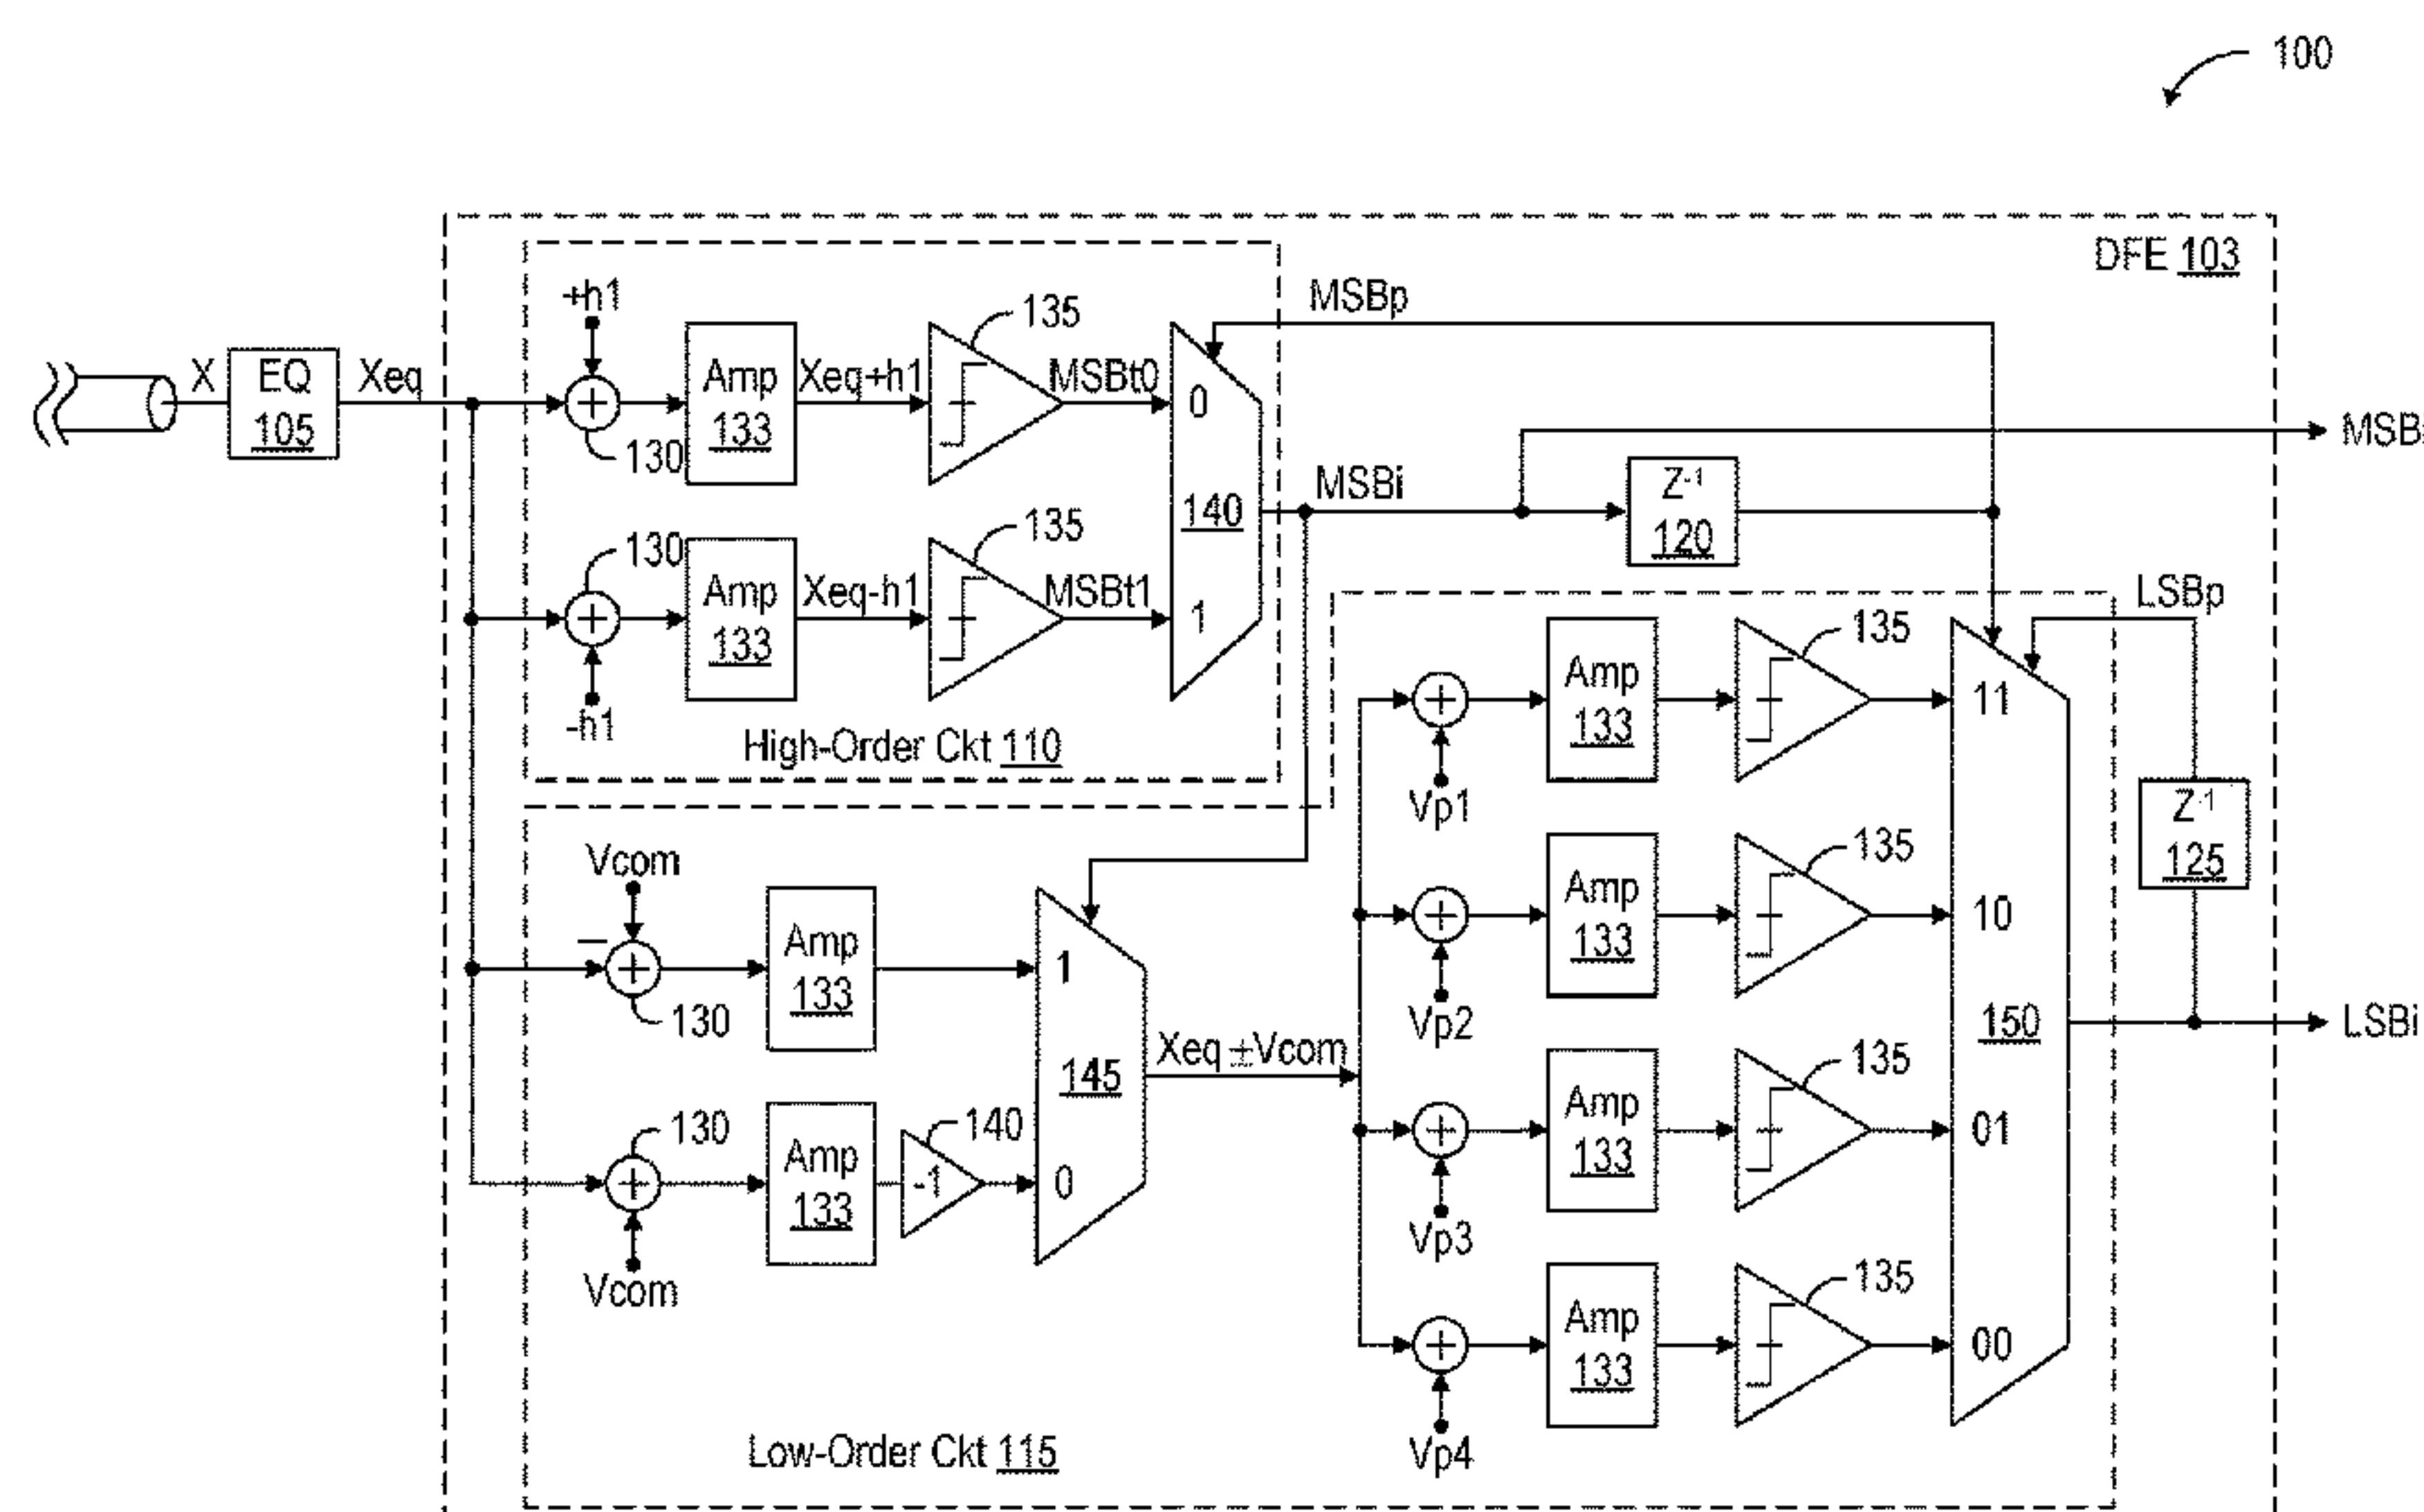 100
DFE 103
+h1
135
MSBp
X
EQ
105
Xeq
Amp
133
Xeq+h1
MSBt0
0
130
MSBi
140
MSBi
Z-1
120
130
135
Amp
133
Xeq-h1
MSBt1
1
-h1
High-Order Ckt 110
LSBp
Amp
133
135
11
Vp1
Z-1
125
Vcom
−
Amp
133
130
1
145
Xeq ±Vcom
Amp
133
135
10
Vp2
150
LSBi
130
Amp
133
140
-1
0
Vcom
Amp
133
135
01
Vp3
Amp
133
135
00
Vp4
Low-Order Ckt 115